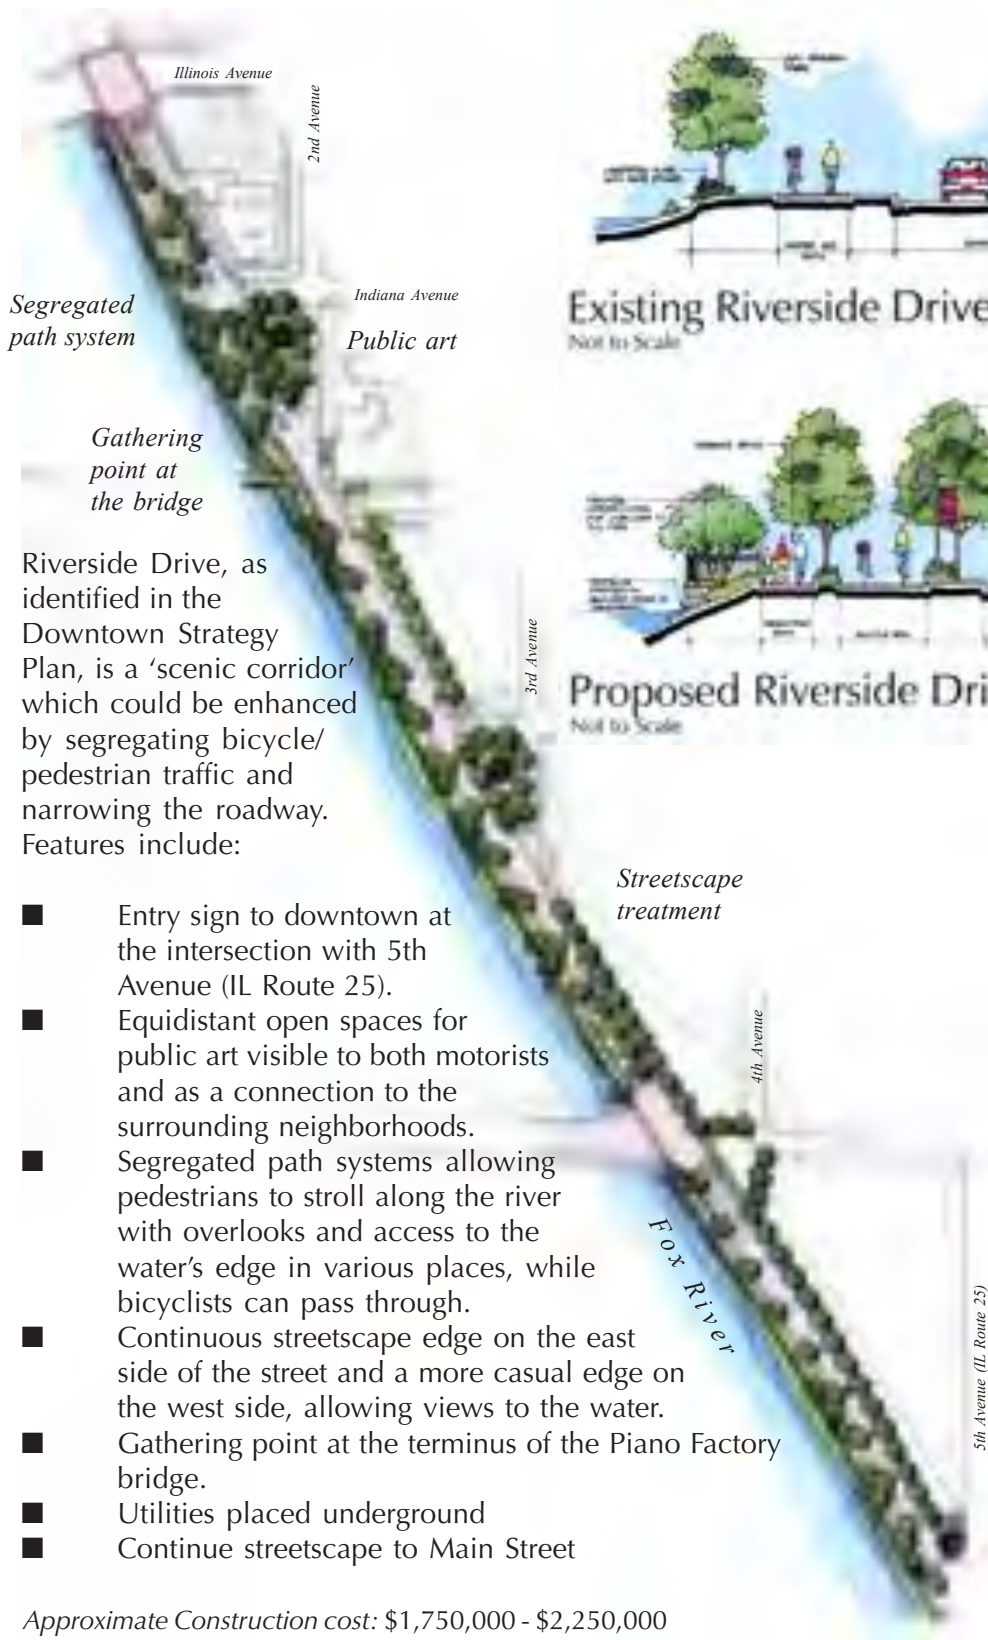 Illinois Avenue
2nd Avenue
Segregated
path system
Indiana Avenue
Public art
Existing Riverside Drive
Not to Scale
Gathering
point at
the bridge
Riverside Drive, as
identified in the
Downtown Strategy
Plan, is a ‘scenic corridor’
which could be enhanced
by segregating bicycle/
pedestrian traffic and
narrowing the roadway.
Features include:
3rd Avenue
Proposed Riverside Dri
Not to Scale
Streetscape
treatment
■ Entry sign to downtown at
the intersection with 5th
Avenue (IL Route 25).
■ Equidistant open spaces for
public art visible to both motorists
and as a connection to the
surrounding neighborhoods.
■ Segregated path systems allowing
pedestrians to stroll along the river
with overlooks and access to the
water’s edge in various places, while
bicyclists can pass through.
■ Continuous streetscape edge on the east
side of the street and a more casual edge on
the west side, allowing views to the water.
■ Gathering point at the terminus of the Piano Factory
bridge.
■ Utilities placed underground
■ Continue streetscape to Main Street
4th Avenue
Fox River
5th Avenue (IL Route 25)
Approximate Construction cost: $1,750,000 - $2,250,000